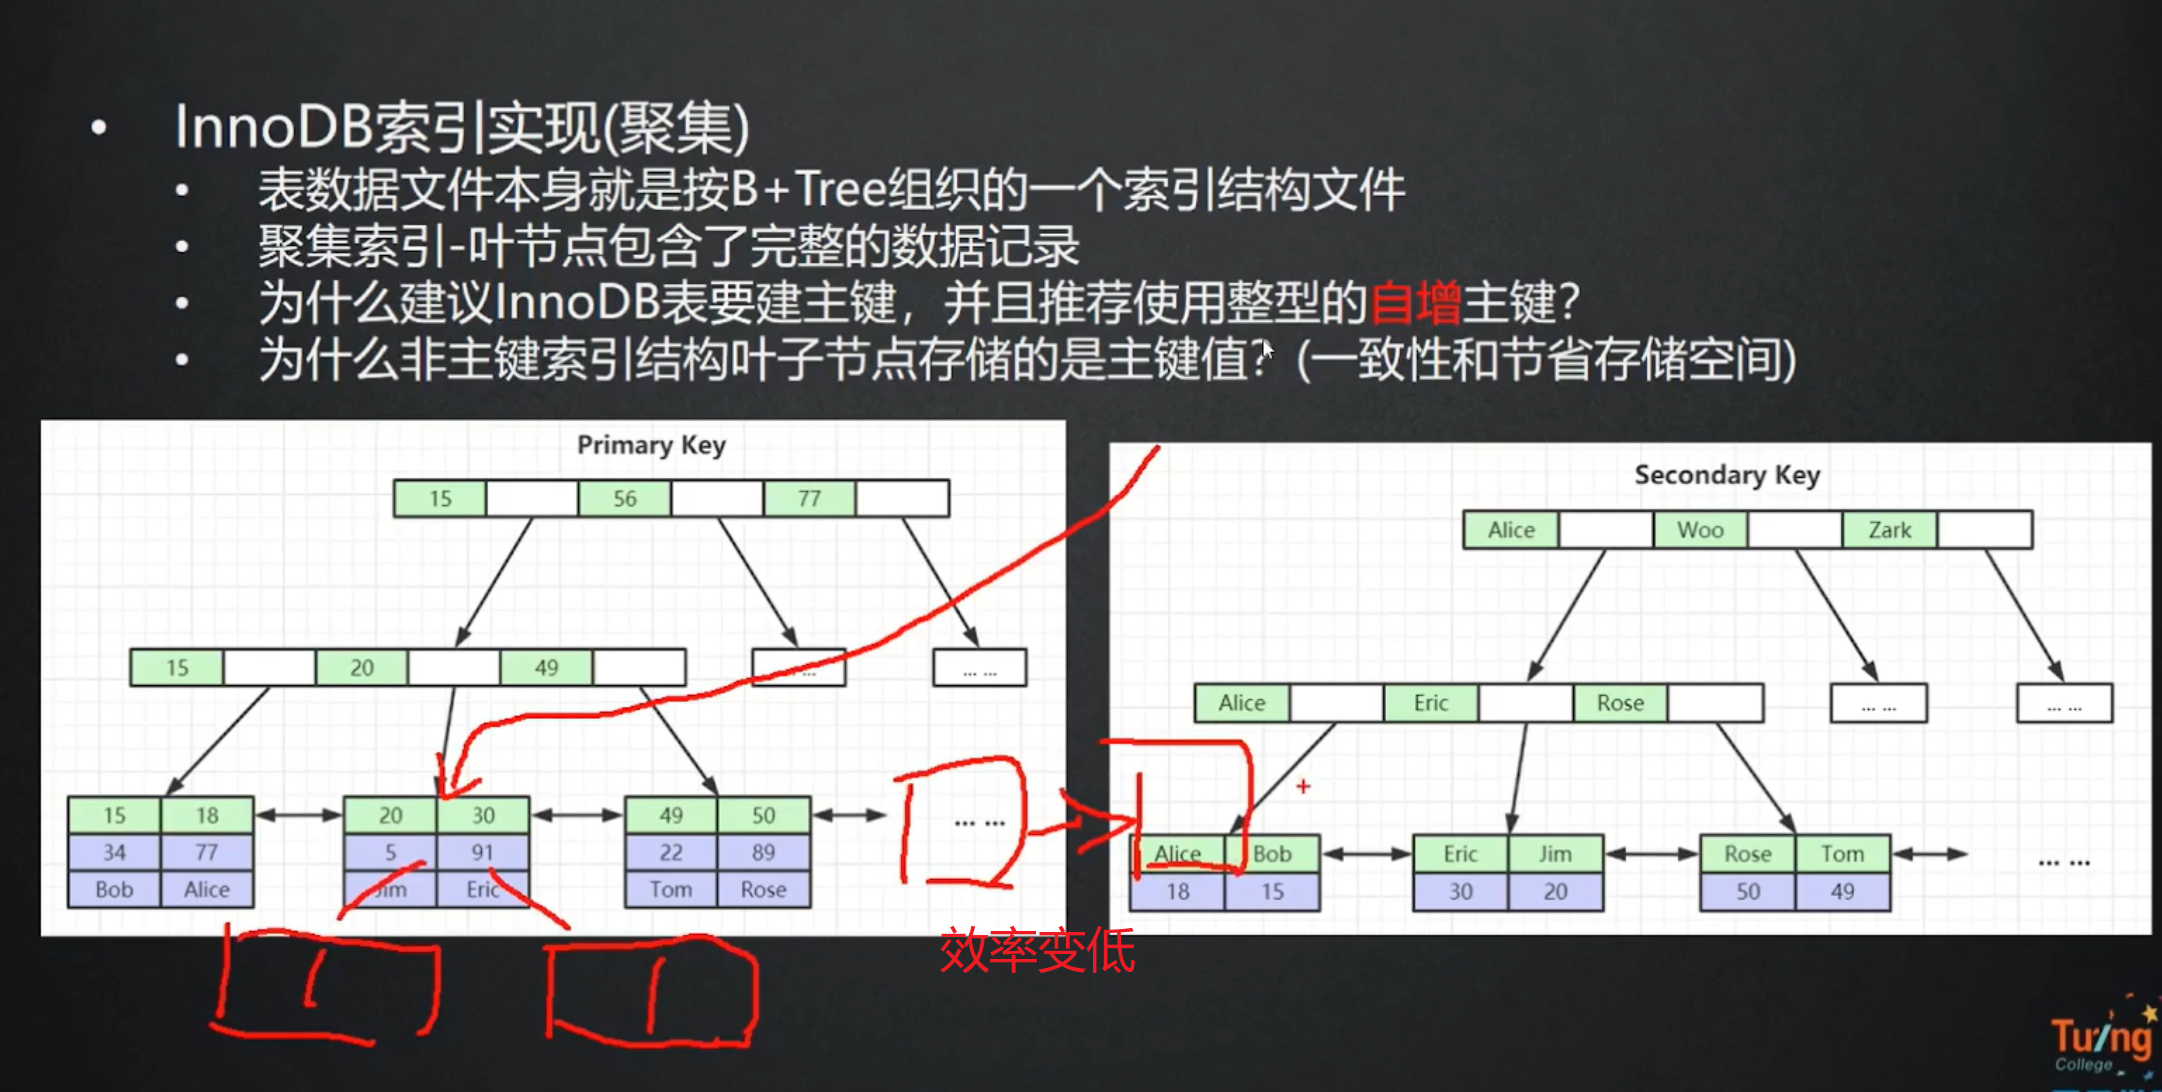 InnoDB索引实现(聚集)
表数据文件本身就是按B+Tree组织的一个索引结构文件
聚集索引-叶节点包含了完整的数据记录
为什么建议InnoDB表要建主键，并且推荐使用整型的自增主键？
为什么非主键索引结构叶子节点存储的是主键值？(一致性和节省存储空间)
Primary Key
15 56 77
15 20 49 ... ... ...
15 18 20 30 49 50 ... ...
34 77 5 91 22 89
Bob Alice Jim Eric Tom Rose
Secondary Key
Alice Woo Zark
Alice Eric Rose ... ... ... ...
Alice Bob Eric Jim Rose Tom ... ...
18 15 30 20 50 49
效率变低
Turing
College